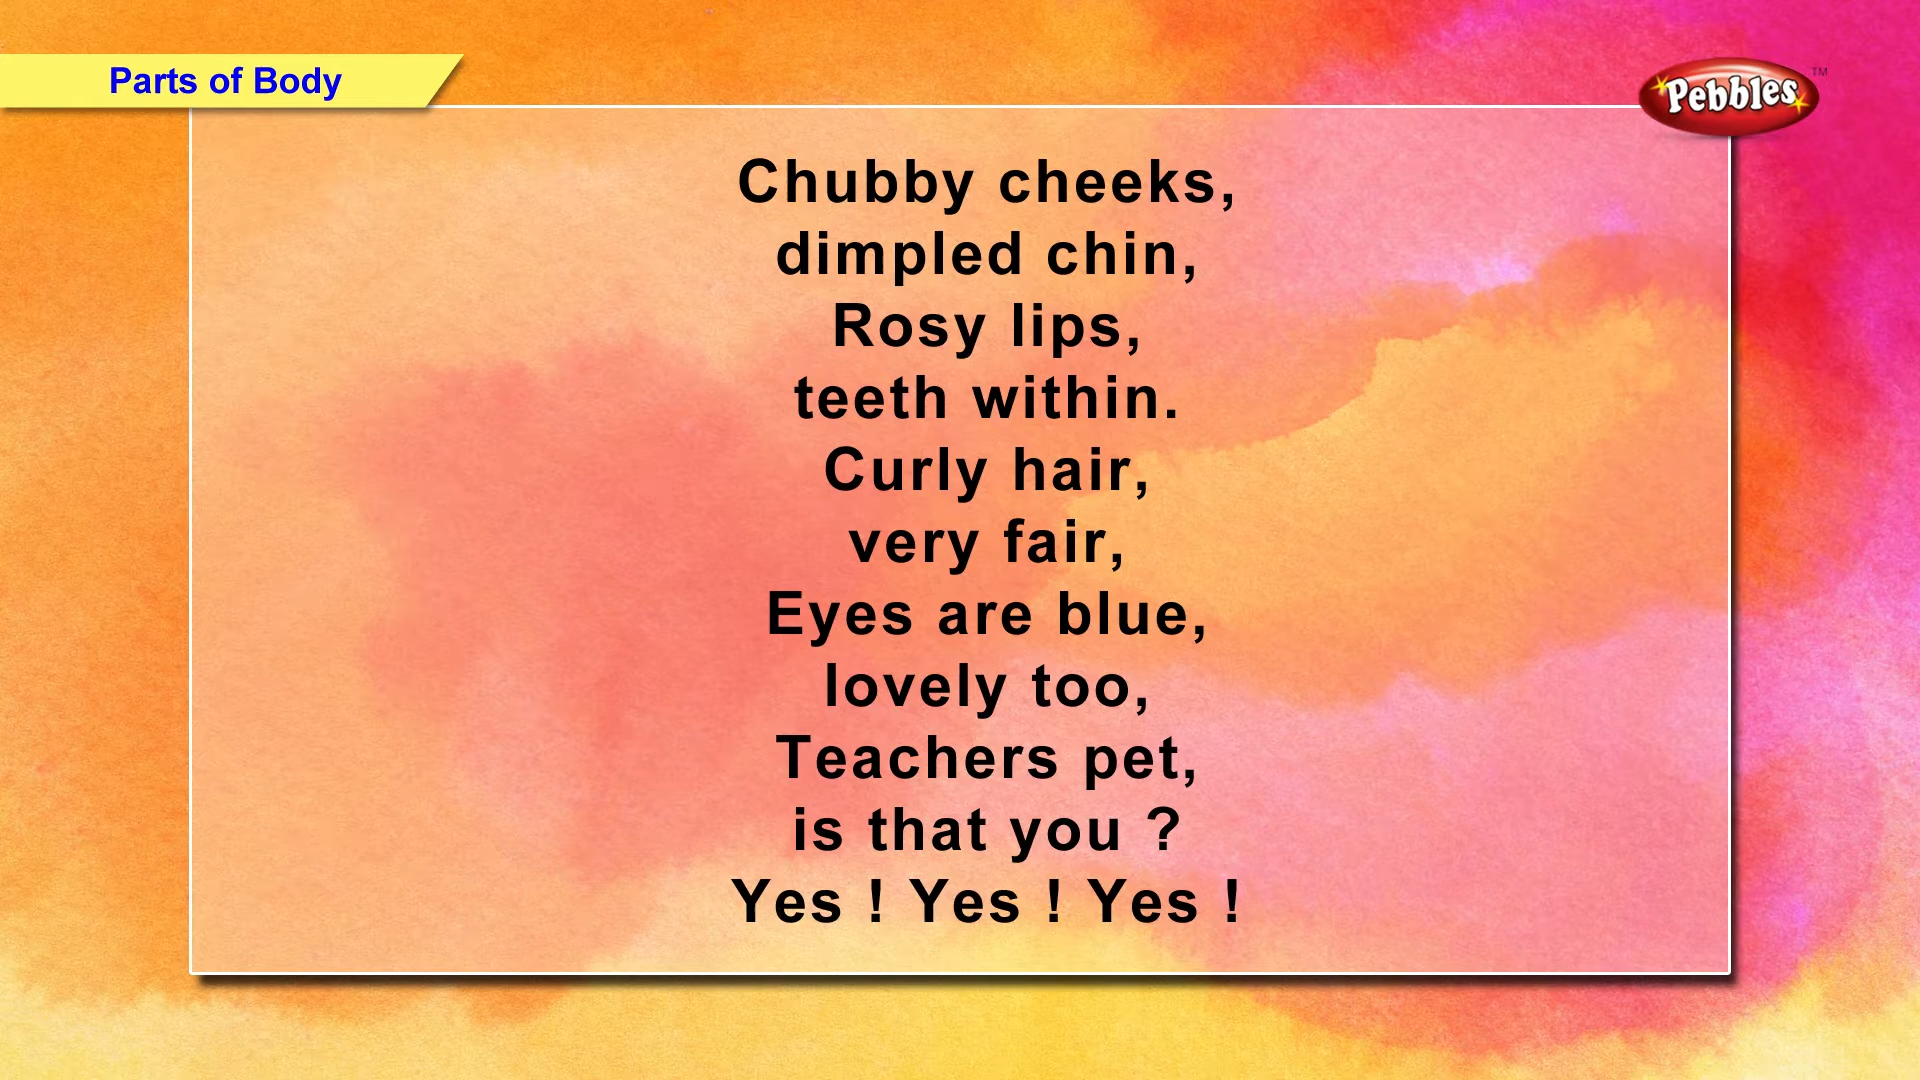 Parts of Body
Pebbles TM
Chubby cheeks,
dimpled chin,
Rosy lips,
teeth within.
Curly hair,
very fair,
Eyes are blue,
lovely too,
Teachers pet,
is that you ?
Yes ! Yes ! Yes !